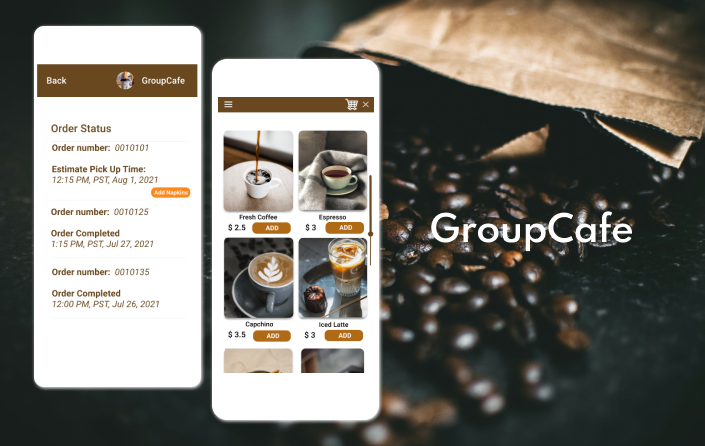 Back
GroupCafe
Order Status
Order number: 0010101
Estimate Pick Up Time:
12:15 PM, PST, Aug 1, 2021
Add Napkins
Order number: 0010125
Order Completed
1:15 PM, PST, Jul 27, 2021
Order number: 0010135
Order Completed
12:00 PM, PST, Jul 26, 2021
Fresh Coffee
$ 2.5 ADD
Espresso
$ 3 ADD
Capchino
$ 3.5 ADD
Iced Latte
$ 3 ADD
GroupCafe